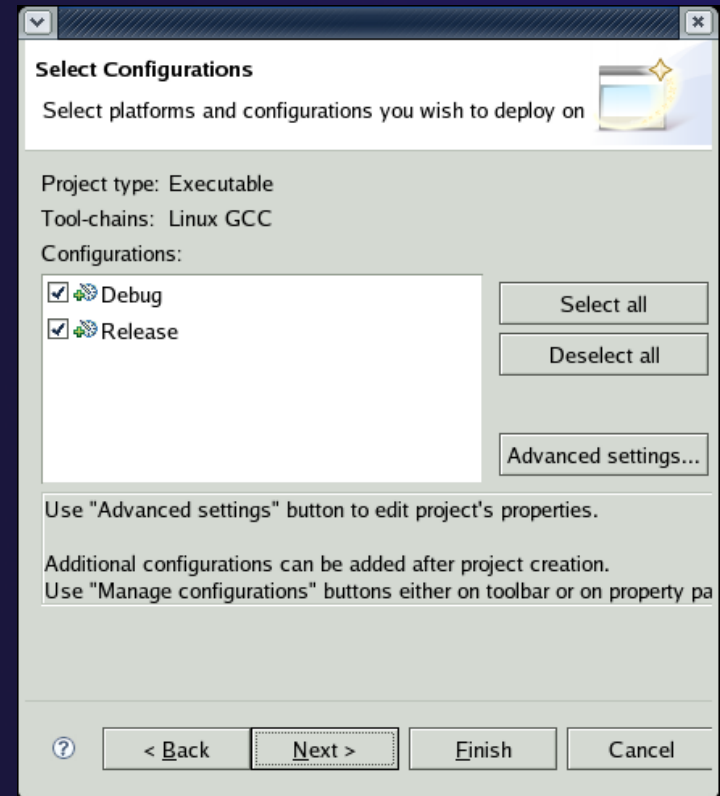 Select Configurations
Select platforms and configurations you wish to deploy on
Project type: Executable
Tool-chains: Linux GCC
Configurations:
Debug
Release
Select all
Deselect all
Advanced settings...
Use "Advanced settings" button to edit project's properties.
Additional configurations can be added after project creation.
Use "Manage configurations" buttons either on toolbar or on property pa
< Back
Next >
Finish
Cancel